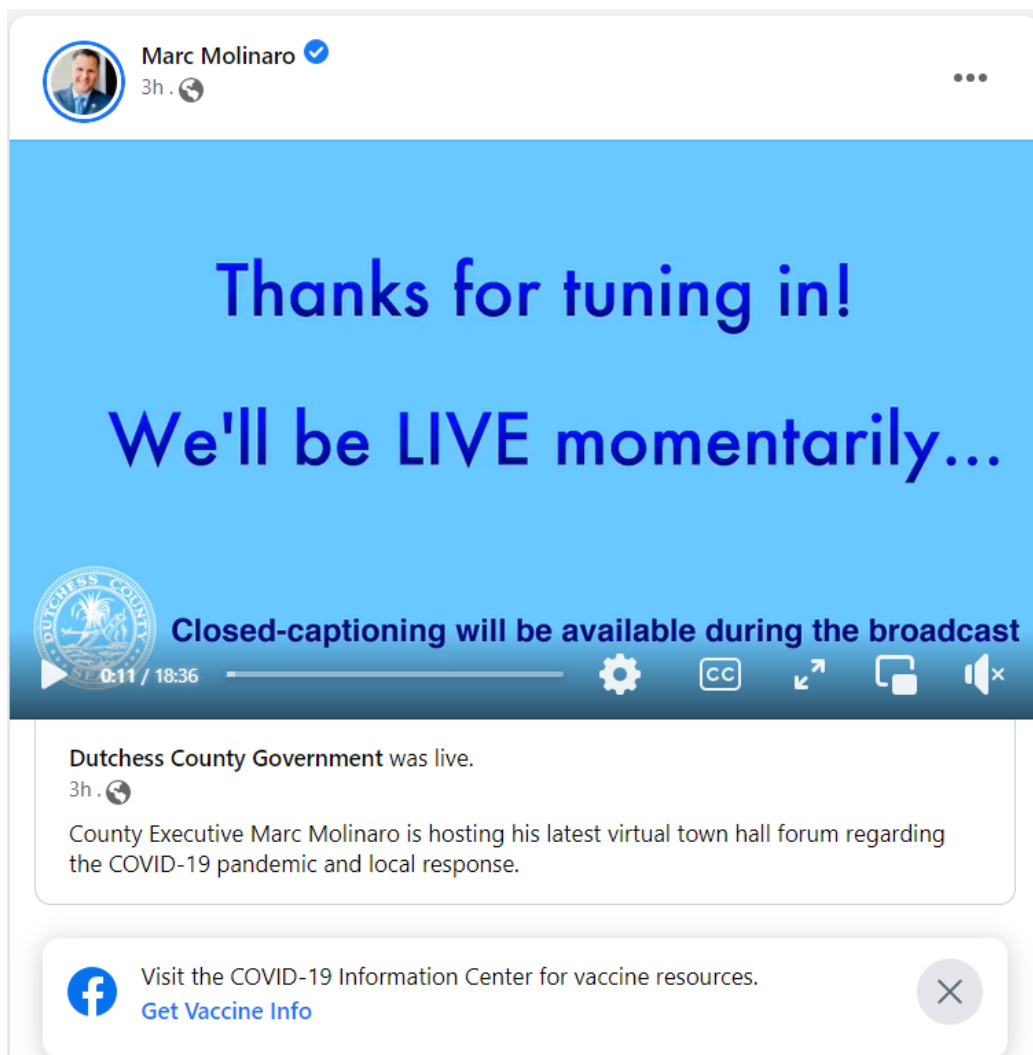 Marc Molinaro
3h .
Thanks for tuning in!
We'll be LIVE momentarily...
DUTCHESS COUNTY
SEAL
Closed-captioning will be available during the broadcast
0:11 / 18:36
CC
Dutchess County Government was live.
3h .
County Executive Marc Molinaro is hosting his latest virtual town hall forum regarding
the COVID-19 pandemic and local response.
Visit the COVID-19 Information Center for vaccine resources.
Get Vaccine Info